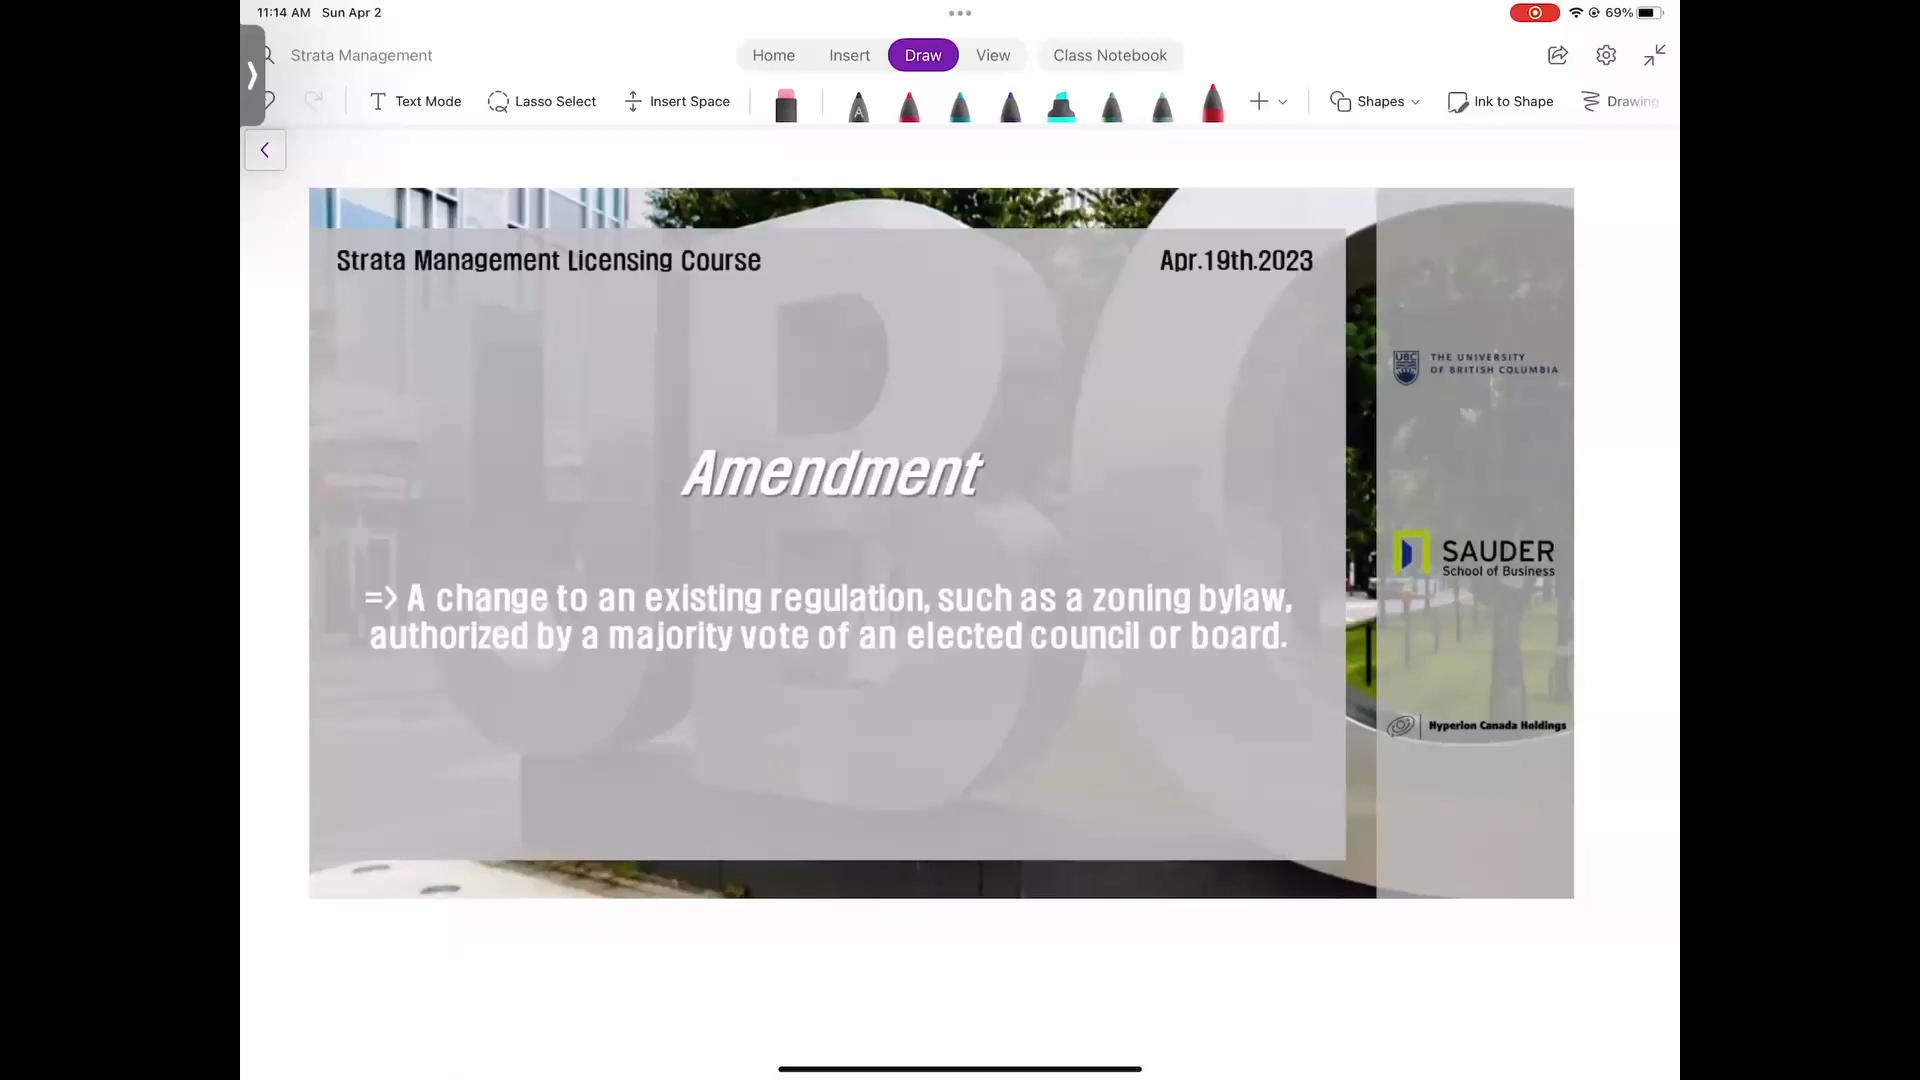 11:14 AM Sun Apr 2
69%
Strata Management
Home Insert Draw View Class Notebook
Text Mode Lasso Select Insert Space A Shapes Ink to Shape Drawing
Strata Management Licensing Course Apr.19th.2023
UBC THE UNIVERSITY
OF BRITISH COLUMBIA
Amendment
SAUDER
School of Business
=> A change to an existing regulation, such as a zoning bylaw,
authorized by a majority vote of an elected council or board.
Hyperion Canada Holdings